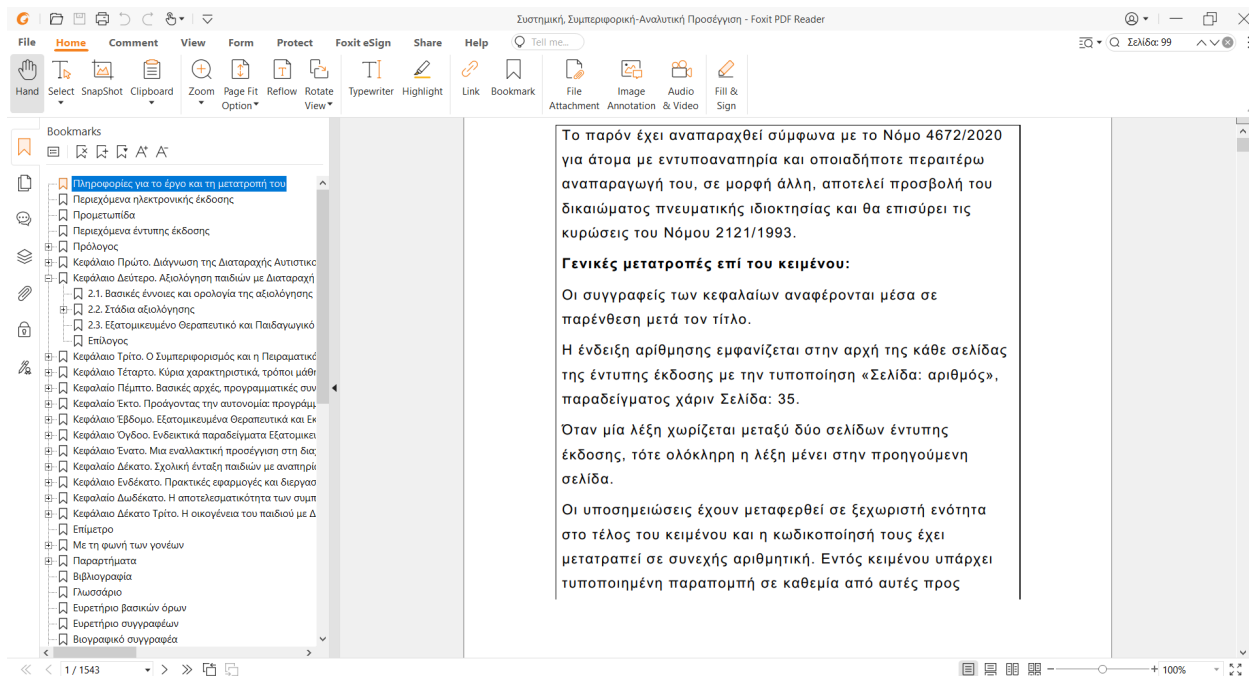 Συστημική, Συμπεριφορική-Αναλυτική Προσέγγιση - Foxit PDF Reader
File Home Comment View Form Protect Foxit eSign Share Help Tell me... Σελίδα: 99
Hand Select SnapShot Clipboard Zoom Page Fit Option Reflow Rotate View Typewriter Highlight Link Bookmark File Attachment Image Annotation Audio & Video Fill & Sign
Bookmarks
Πληροφορίες για το έργο και τη μετατροπή του
Περιεχόμενα ηλεκτρονικής έκδοσης
Προμετωπίδα
Περιεχόμενα έντυπης έκδοσης
Πρόλογος
Κεφάλαιο Πρώτο. Διάγνωση της Διαταραχής Αυτιστικο
Κεφάλαιο Δεύτερο. Αξιολόγηση παιδιών με Διαταραχή
2.1. Βασικές έννοιες και ορολογία της αξιολόγησης
2.2. Στάδια αξιολόγησης
2.3. Εξατομικευμένο Θεραπευτικό και Παιδαγωγικό
Επίλογος
Κεφάλαιο Τρίτο. Ο Συμπεριφορισμός και η Πειραματικό
Κεφάλαιο Τέταρτο. Κύρια χαρακτηριστικά, τρόποι μάθη
Κεφαλαίο Πέμπτο. Βασικές αρχές, προγραμματικές συν
Κεφαλαίο Έκτο. Προάγοντας την αυτονομία: προγράμμ
Κεφάλαιο Έβδομο. Εξατομικευμένα Θεραπευτικά και Εκ
Κεφάλαιο Όγδοο. Ενδεικτικά παραδείγματα Εξατομικευ
Κεφάλαιο Ένατο. Μια εναλλακτική προσέγγιση στη δια
Κεφαλαίο Δέκατο. Σχολική ένταξη παιδιών με αναπηρί
Κεφάλαιο Ενδέκατο. Πρακτικές εφαρμογές και διεργασ
Κεφαλαίο Δωδέκατο. Η αποτελεσματικότητα των συμπ
Κεφάλαιο Δέκατο Τρίτο. Η οικογένεια του παιδιού με Δ
Επίμετρο
Με τη φωνή των γονέων
Παραρτήματα
Βιβλιογραφία
Γλωσσάριο
Ευρετήριο βασικών όρων
Ευρετήριο συγγραφέων
Βιογραφικό συγγραφέα
Το παρόν έχει αναπαραχθεί σύμφωνα με το Νόμο 4672/2020
για άτομα με εντυποαναπηρία και οποιαδήποτε περαιτέρω
αναπαραγωγή του, σε μορφή άλλη, αποτελεί προσβολή του
δικαιώματος πνευματικής ιδιοκτησίας και θα επισύρει τις
κυρώσεις του Νόμου 2121/1993.
Γενικές μετατροπές επί του κειμένου:
Οι συγγραφείς των κεφαλαίων αναφέρονται μέσα σε
παρένθεση μετά τον τίτλο.
Η ένδειξη αρίθμησης εμφανίζεται στην αρχή της κάθε σελίδας
της έντυπης έκδοσης με την τυποποίηση «Σελίδα: αριθμός»,
παραδείγματος χάριν Σελίδα: 35.
Όταν μία λέξη χωρίζεται μεταξύ δύο σελίδων έντυπης
έκδοσης, τότε ολόκληρη η λέξη μένει στην προηγούμενη
σελίδα.
Οι υποσημειώσεις έχουν μεταφερθεί σε ξεχωριστή ενότητα
στο τέλος του κειμένου και η κωδικοποίησή τους έχει
μετατραπεί σε συνεχής αριθμητική. Εντός κειμένου υπάρχει
τυποποιημένη παραπομπή σε καθεμία από αυτές προς
1 / 1543
100%